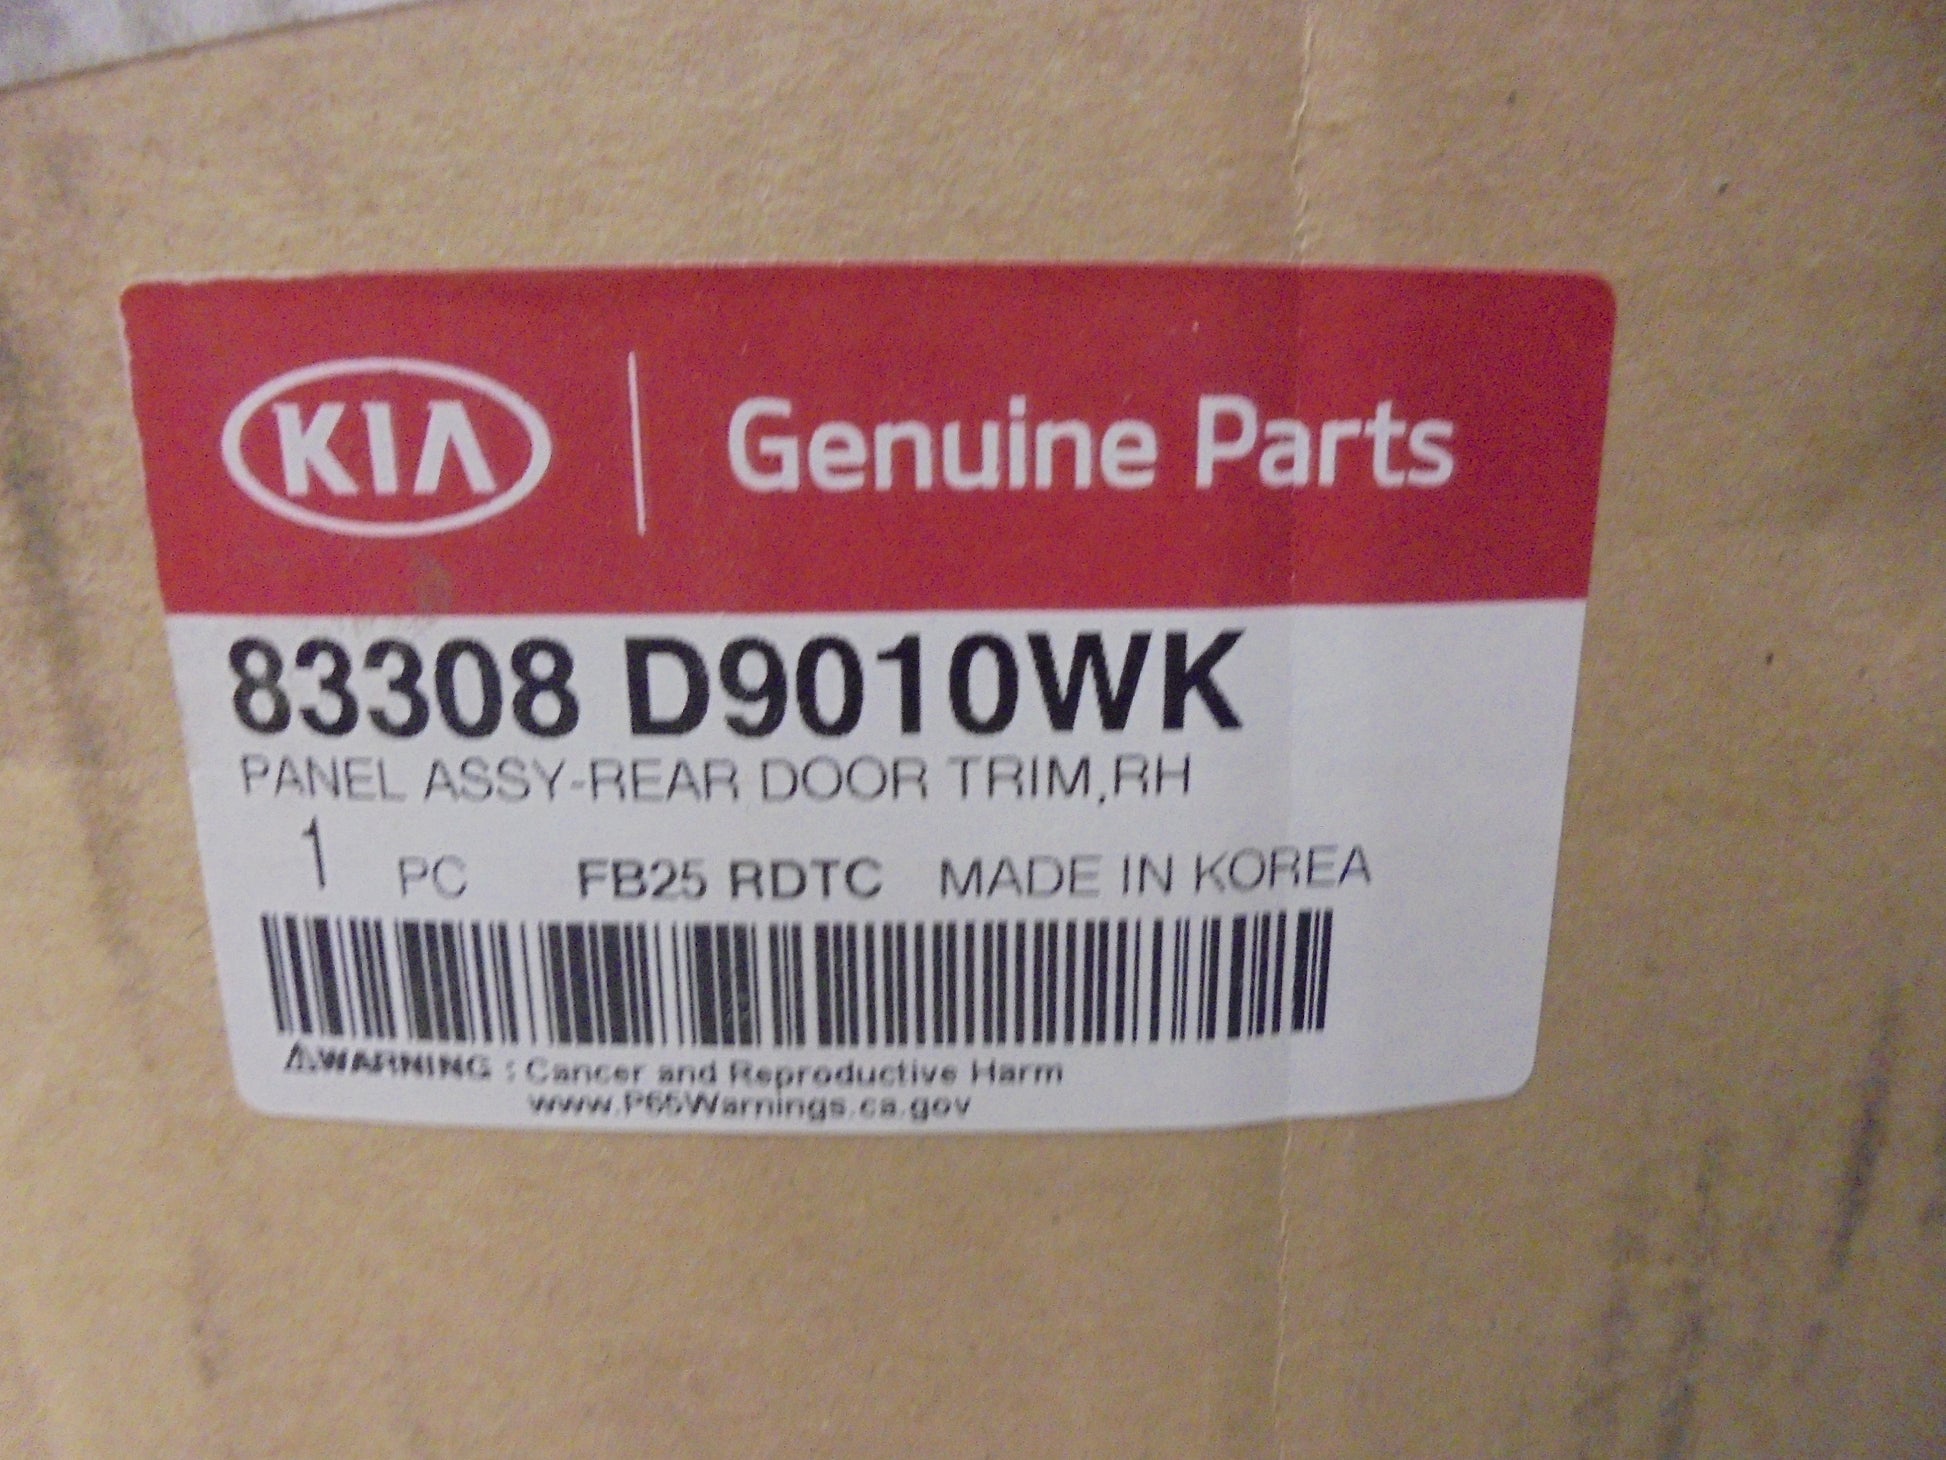 KIA | Genuine Parts
83308 D9010WK
PANEL ASSY-REAR DOOR TRIM,RH
1 PC FB25 RDTC MADE IN KOREA
⚠WARNING : Cancer and Reproductive Harm
www.P65Warnings.ca.gov